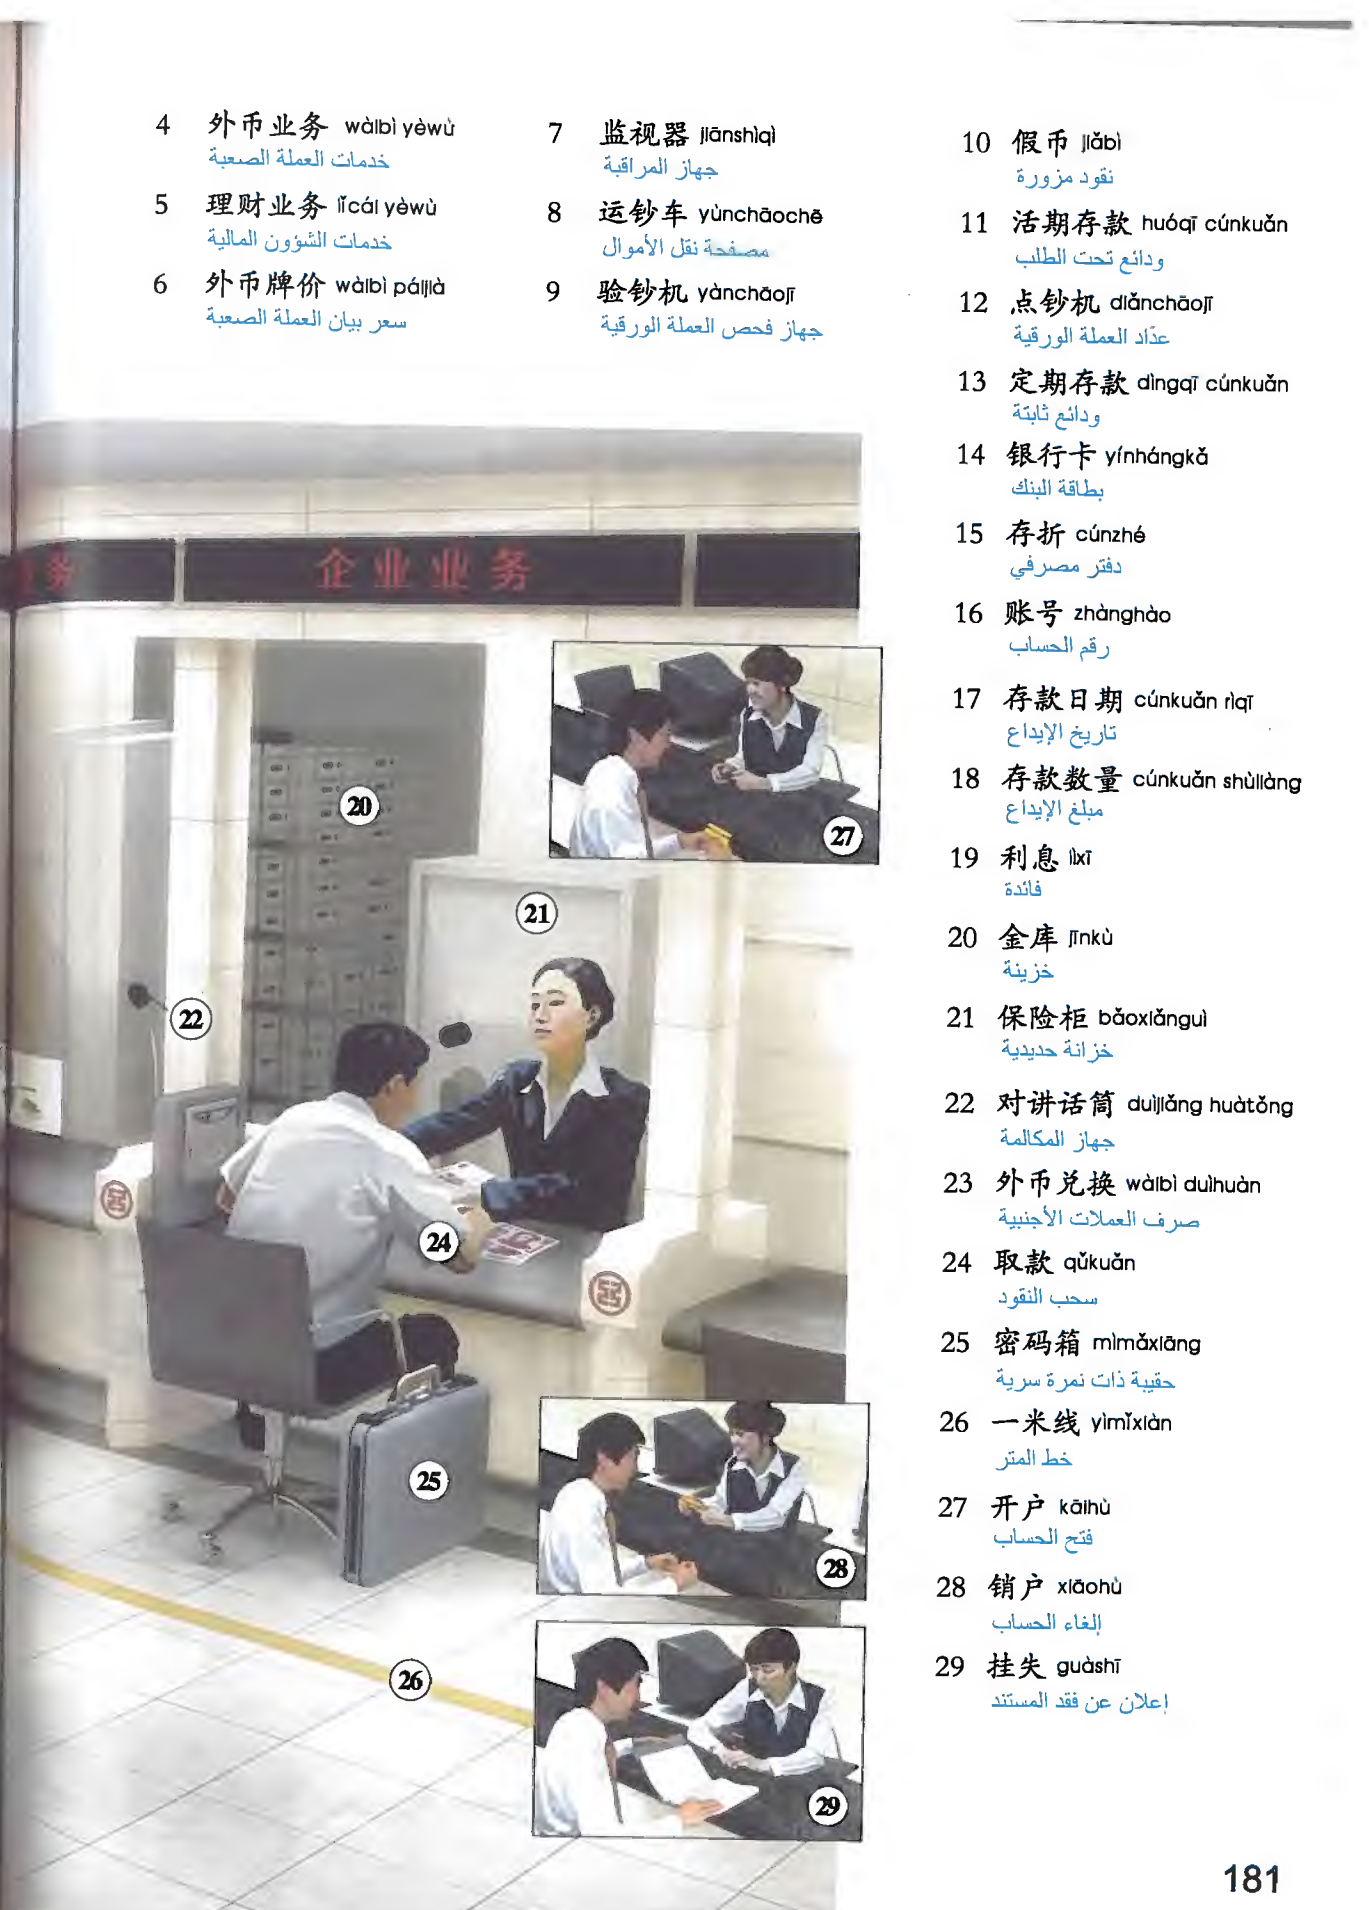 4 外币业务 wàibì yèwù
خدمات العملة الصعبة
5 理财业务 lǐcái yèwù
خدمات الشؤون المالية
6 外币牌价 wàibì páijià
سعر بيان العملة الصعبة
7 监视器 jiānshìqì
جهاز المراقبة
8 运钞车 yùnchāochē
مصفحة نقل الأموال
9 验钞机 yànchāojī
جهاز فحص العملة الورقية
10 假币 jiǎbì
نقود مزورة
11 活期存款 huóqī cúnkuǎn
ودائع تحت الطلب
12 点钞机 diǎnchāojī
عدّاد العملة الورقية
13 定期存款 dìngqī cúnkuǎn
ودائع ثابتة
14 银行卡 yínhángkǎ
بطاقة البنك
15 存折 cúnzhé
دفتر مصرفي
16 账号 zhànghào
رقم الحساب
17 存款日期 cúnkuǎn rìqī
تاريخ الإيداع
18 存款数量 cúnkuǎn shùliàng
مبلغ الإيداع
19 利息 lìxī
فائدة
20 金库 jīnkù
خزينة
21 保险柜 bǎoxiǎnguì
خزانة حديدية
22 对讲话筒 duìjiǎng huàtǒng
جهاز المكالمة
23 外币兑换 wàibì duìhuàn
صرف العملات الأجنبية
24 取款 qǔkuǎn
سحب النقود
25 密码箱 mìmǎxiāng
حقيبة ذات نمرة سرية
26 一米线 yìmǐxiàn
خط المتر
27 开户 kāihù
فتح الحساب
28 销户 xiāohù
إلغاء الحساب
29 挂失 guàshī
إعلان عن فقد المستند
务
企业业务
20
27
21
22
24
25
28
26
29
181